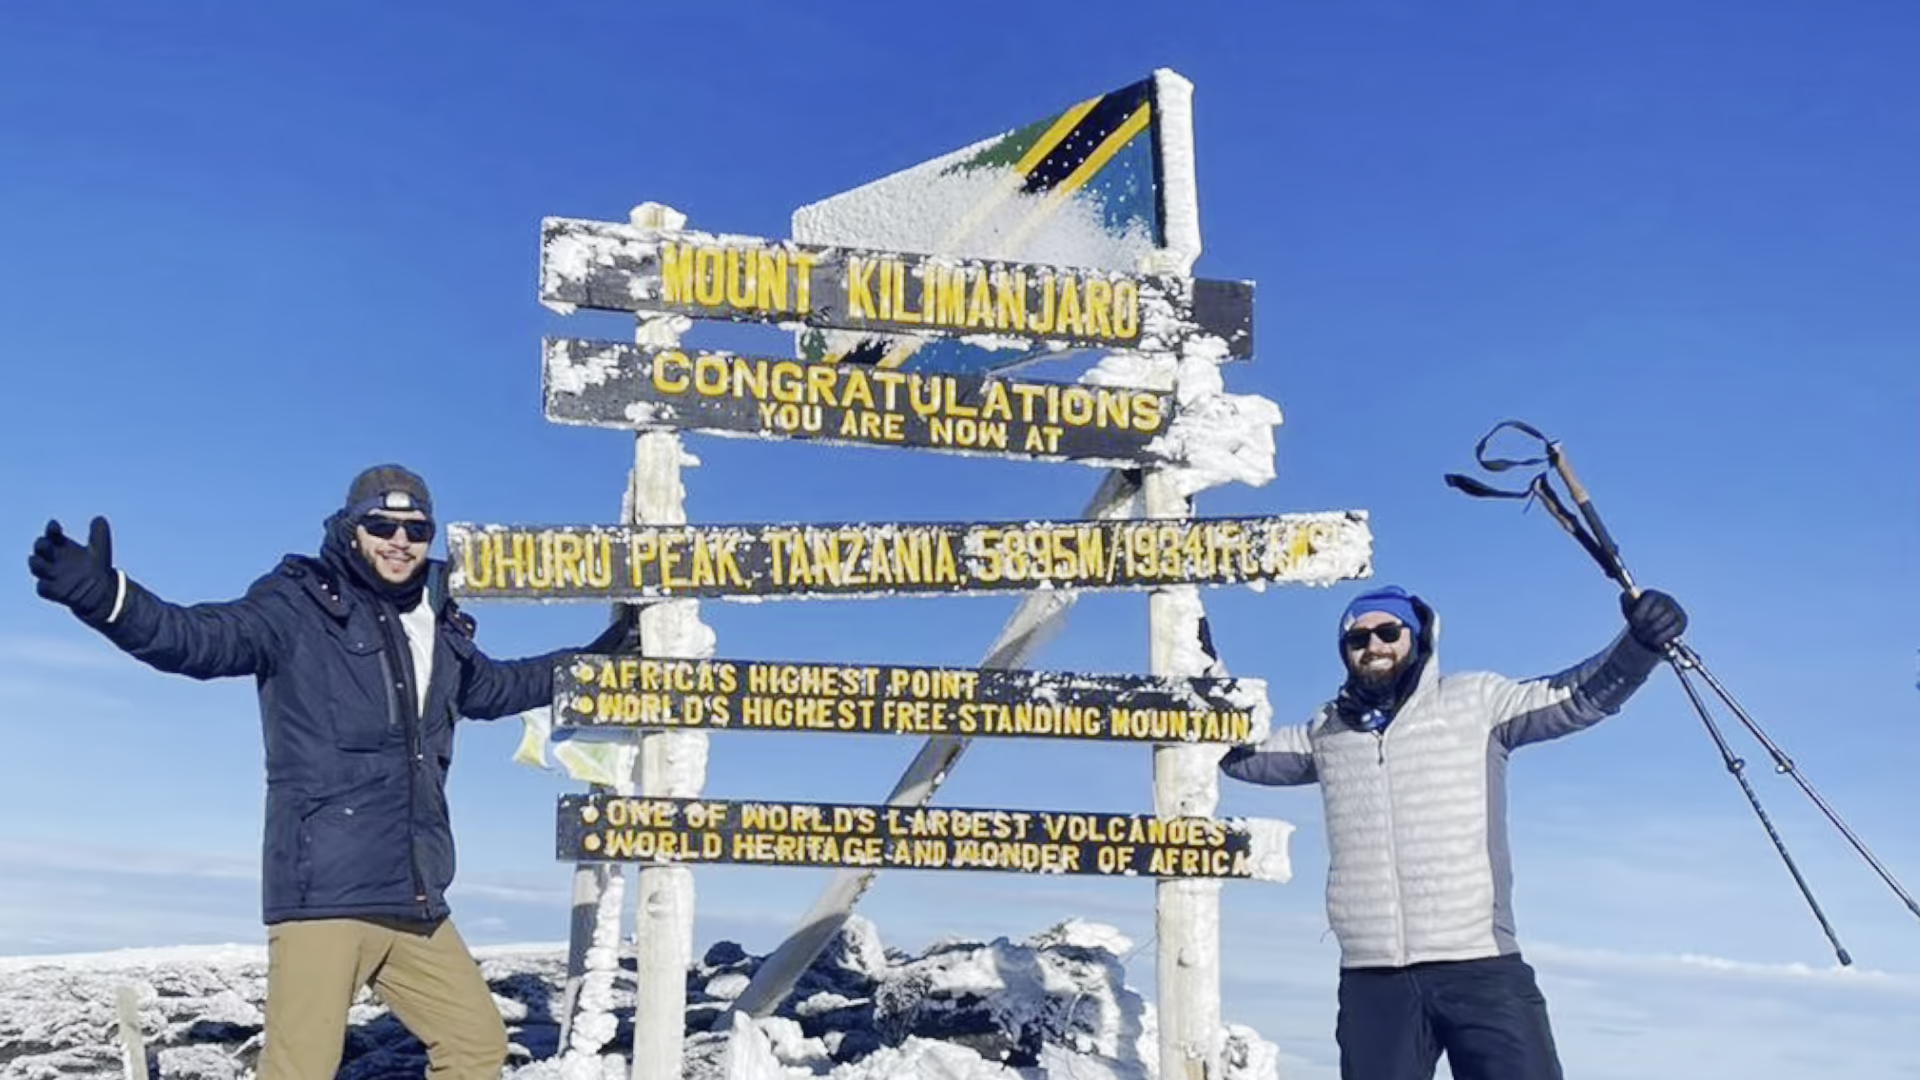 MOUNT KILIMANJARO
CONGRATULATIONS
YOU ARE NOW AT
UHURU PEAK, TANZANIA, 5895M/19341Ft
• AFRICA'S HIGHEST POINT
• WORLD'S HIGHEST FREE-STANDING MOUNTAIN
• ONE OF WORLD'S LARGEST VOLCANOES
• WORLD HERITAGE AND WONDER OF AFRICA